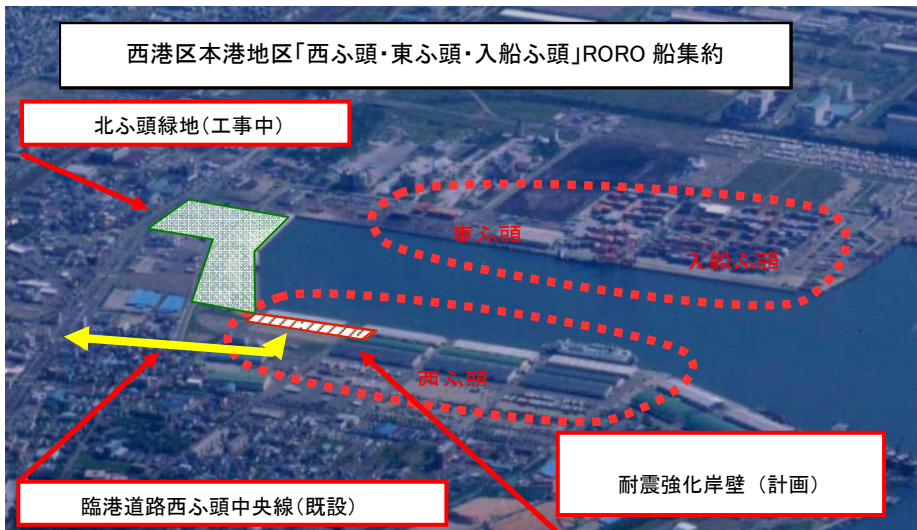 西港区本港地区「西ふ頭・東ふ頭・入船ふ頭」RORO 船集約
北ふ頭緑地(工事中)
東ふ頭
入船ふ頭
西ふ頭
耐震強化岸壁 (計画)
臨港道路西ふ頭中央線(既設)